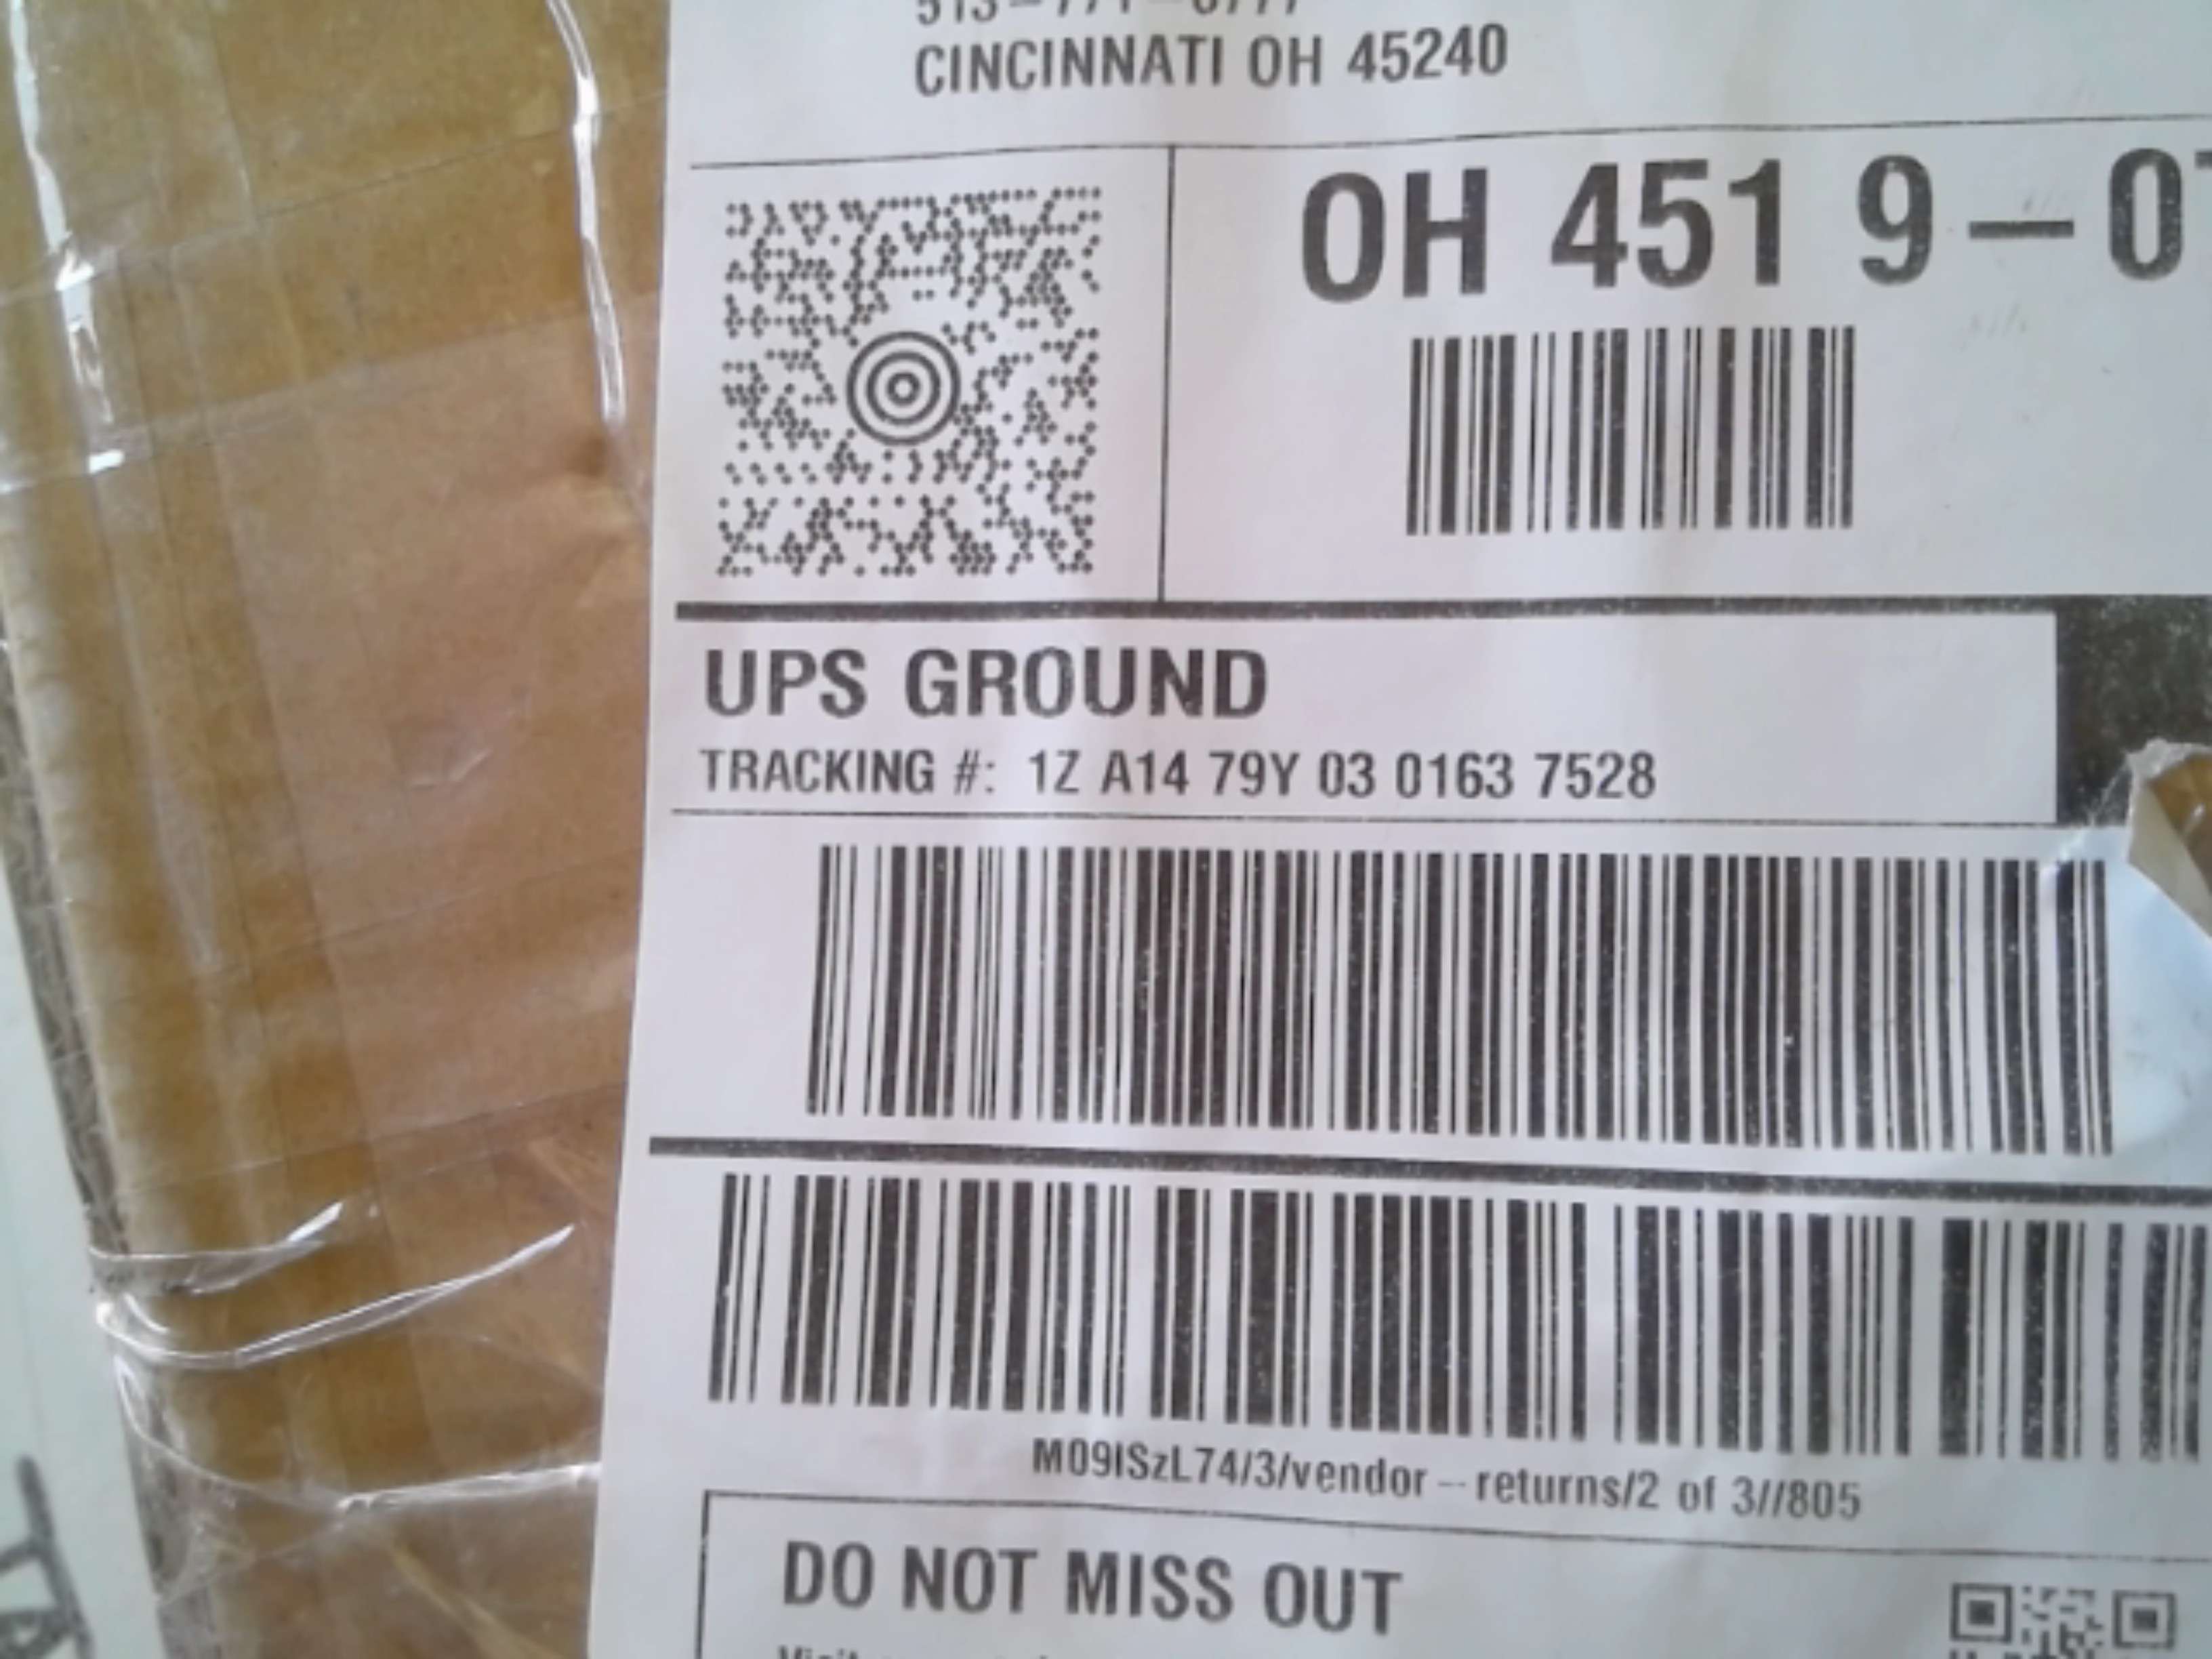 CINCINNATI OH 45240
OH 451 9-0
UPS GROUND
TRACKING #: 1Z A14 79Y 03 0163 7528
M09ISzL74/3/vendor-returns/2 of 3//805
DO NOT MISS OUT